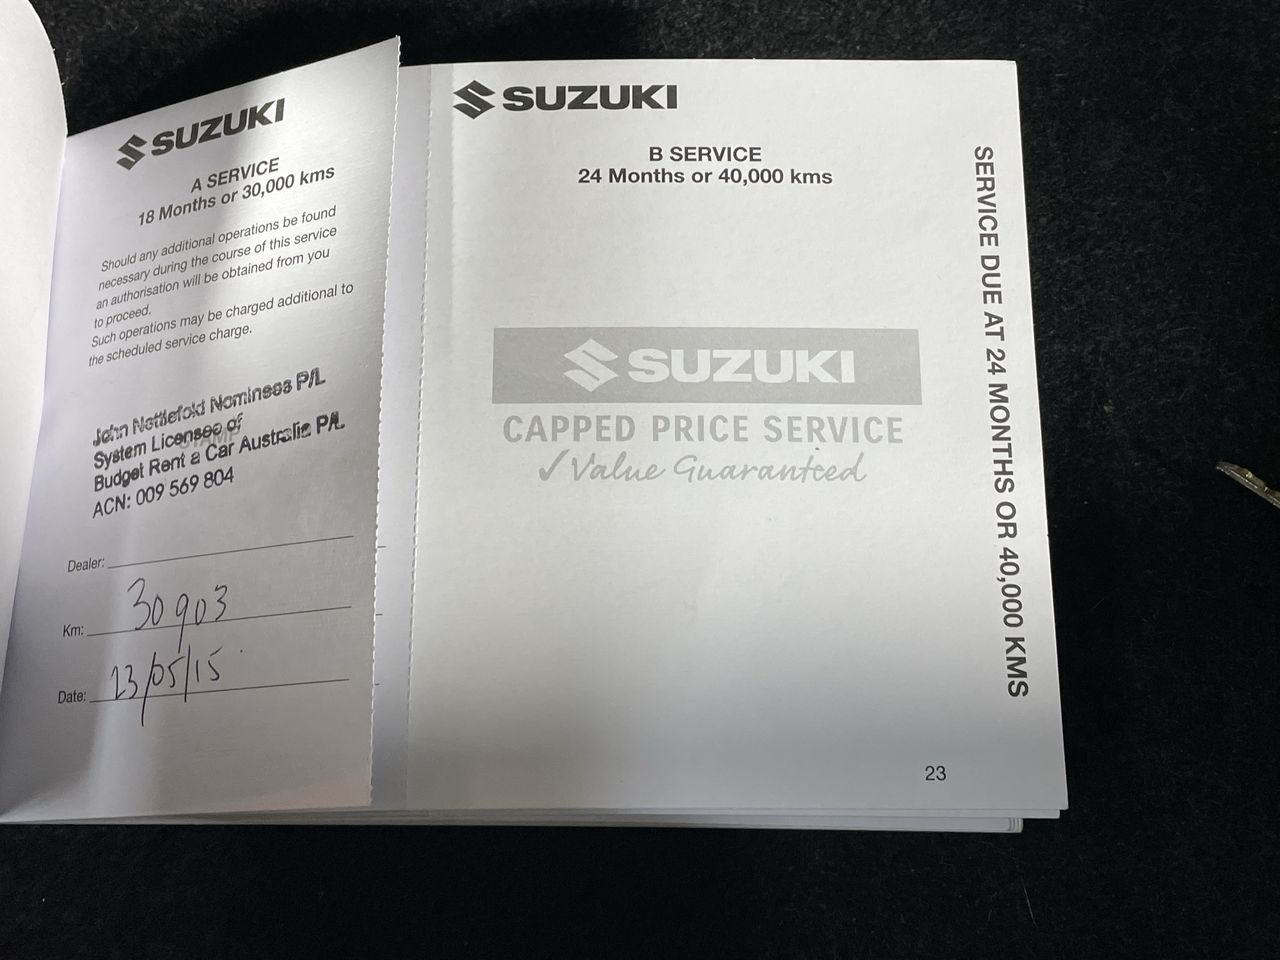 SUZUKI
A SERVICE
18 Months or 30,000 kms
Should any additional operations be found
necessary during the course of this service
an authorisation will be obtained from you
to proceed.
Such operations may be charged additional to
the scheduled service charge.
John Nettlefold Nominees P/L
System Licensee of
STAMP
Budget Rent a Car Australia P/L
ACN: 009 569 804
Dealer:
Km: 30903
Date: 23/05/15
SUZUKI
B SERVICE
24 Months or 40,000 kms
SUZUKI
CAPPED PRICE SERVICE
✓Value Guaranteed
SERVICE DUE AT 24 MONTHS OR 40,000 KMS
23